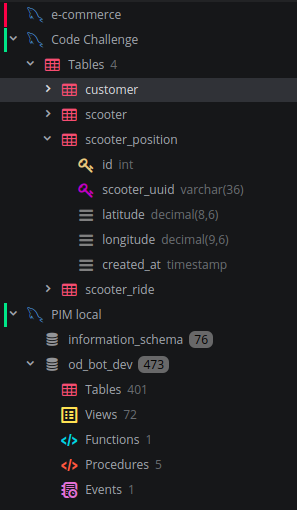 e-commerce
Code Challenge
Tables 4
customer
scooter
scooter_position
id int
scooter_uuid varchar(36)
latitude decimal(8,6)
longitude decimal(9,6)
created_at timestamp
scooter_ride
PIM local
information_schema 76
od_bot_dev 473
Tables 401
Views 72
Functions 1
Procedures 5
Events 1